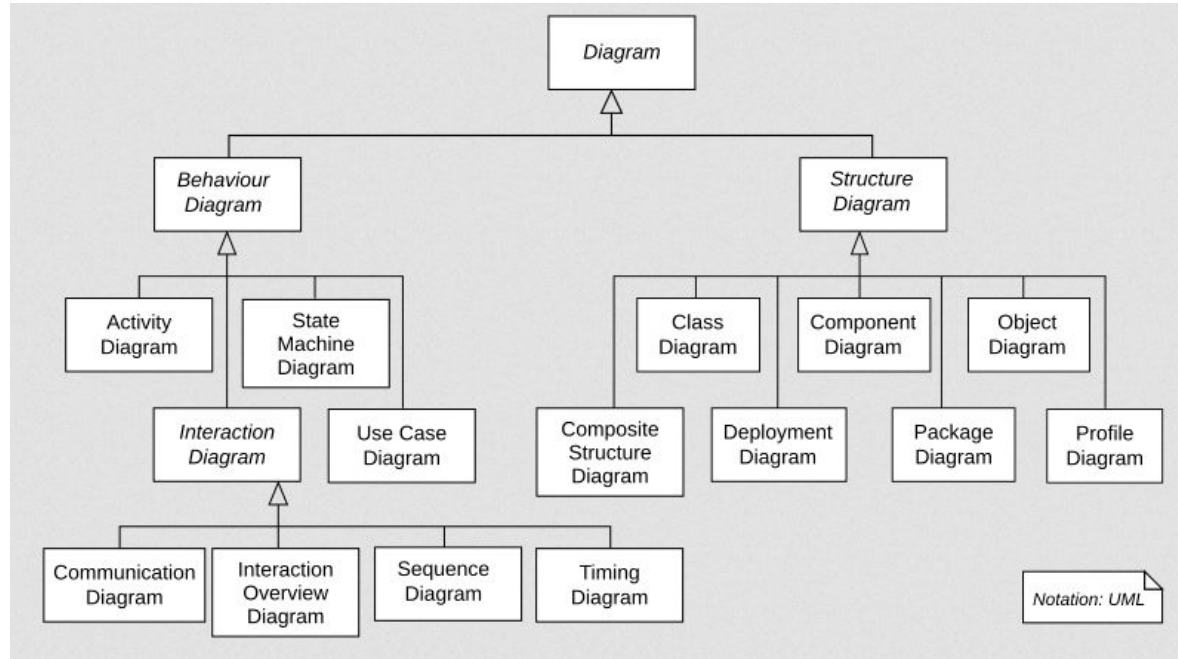 Diagram
Behaviour
Diagram
Structure
Diagram
Activity
Diagram
State
Machine
Diagram
Class
Diagram
Component
Diagram
Object
Diagram
Interaction
Diagram
Use Case
Diagram
Composite
Structure
Diagram
Deployment
Diagram
Package
Diagram
Profile
Diagram
Communication
Diagram
Interaction
Overview
Diagram
Sequence
Diagram
Timing
Diagram
Notation: UML